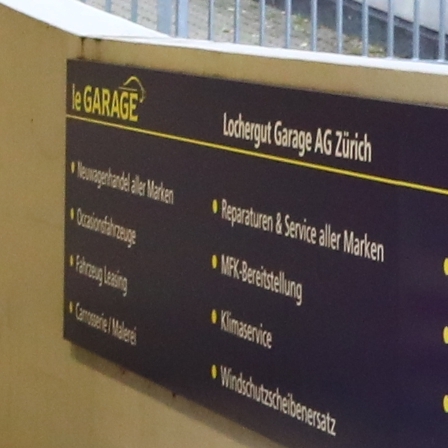 le GARAGE
Lochergut Garage AG Zürich
Neuwagenhandel aller Marken
Occasionsfahrzeuge
Fahrzeug Leasing
Carrosserie / Malerei
Reparaturen & Service aller Marken
MFK-Bereitstellung
Klimaservice
Windschutzscheibenersatz